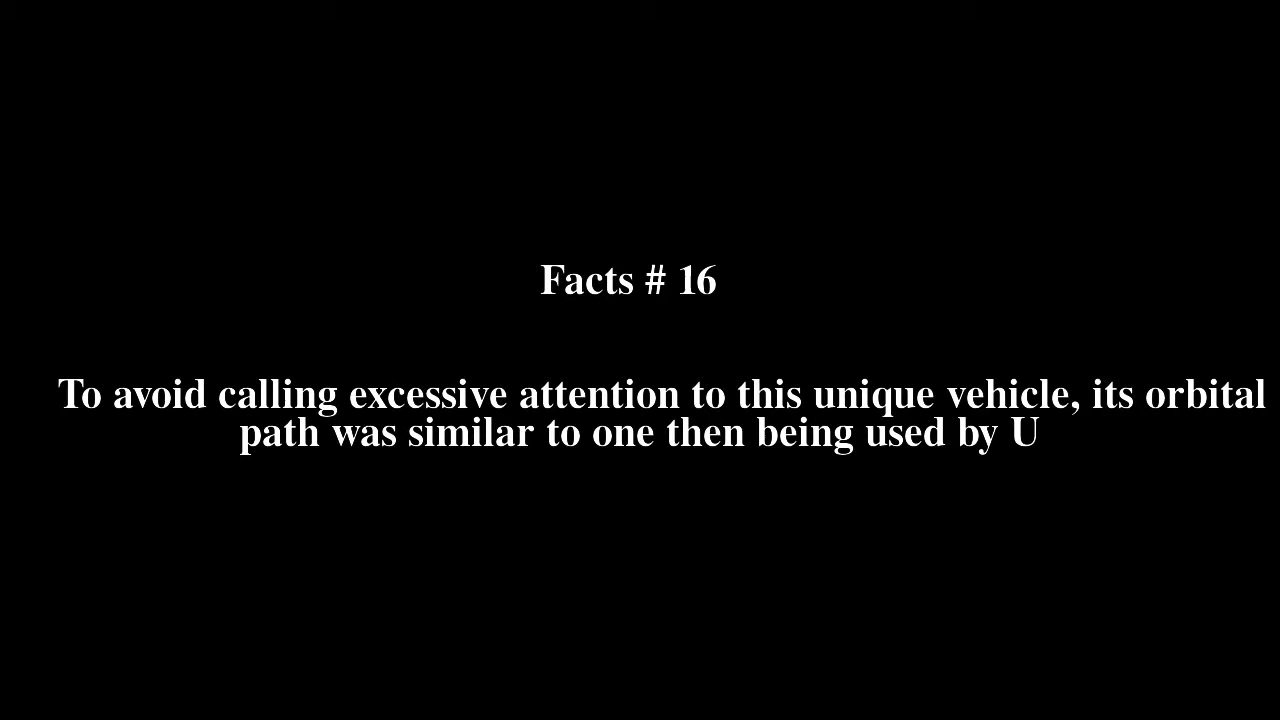 Facts # 16
To avoid calling excessive attention to this unique vehicle, its orbital
path was similar to one then being used by U